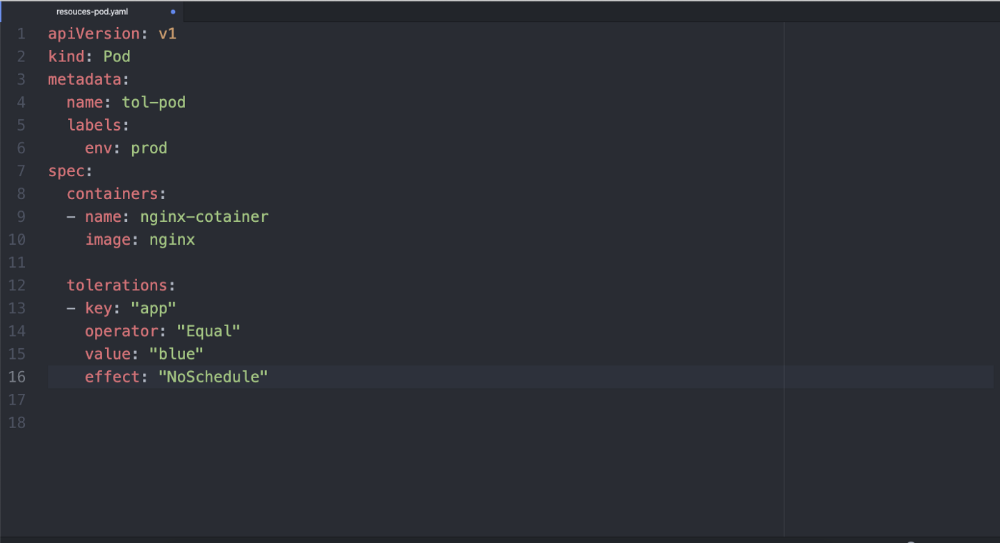 resouces-pod.yaml
1 apiVersion: v1
2 kind: Pod
3 metadata:
4   name: tol-pod
5   labels:
6     env: prod
7 spec:
8   containers:
9   - name: nginx-cotainer
10     image: nginx
11
12   tolerations:
13   - key: "app"
14     operator: "Equal"
15     value: "blue"
16     effect: "NoSchedule"
17
18